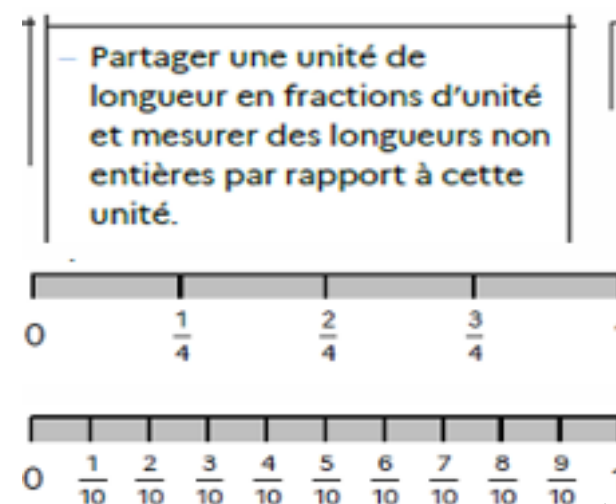 – Partager une unité de
longueur en fractions d'unité
et mesurer des longueurs non
entières par rapport à cette
unité.
0 1/4 2/4 3/4
0 1/10 2/10 3/10 4/10 5/10 6/10 7/10 8/10 9/10